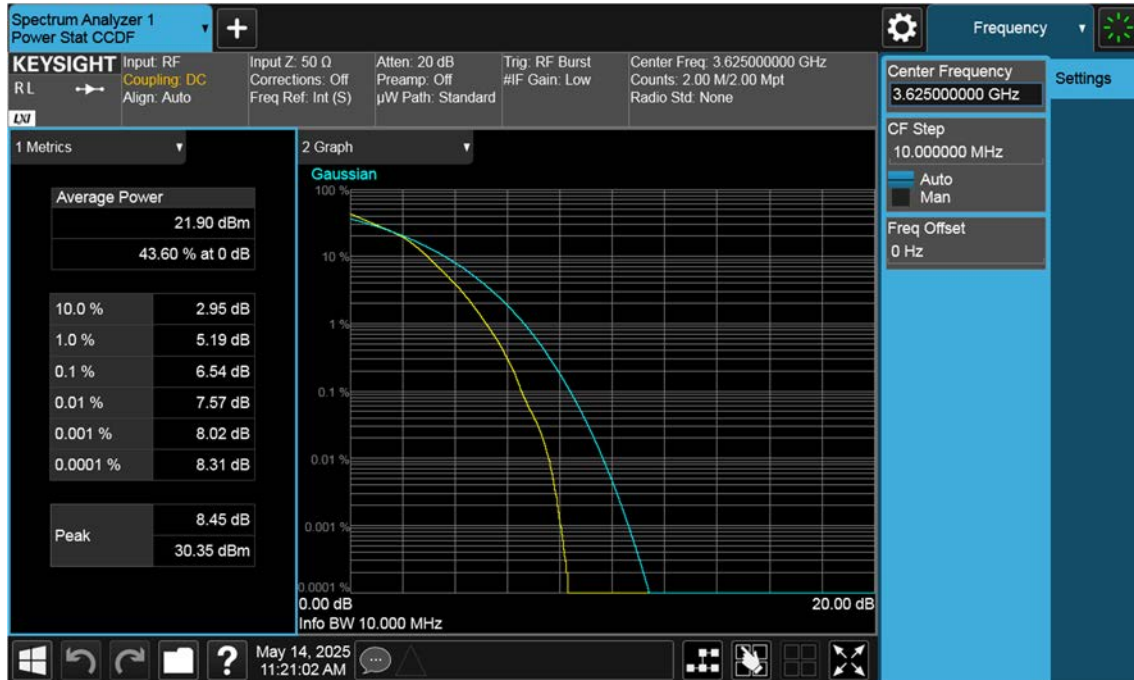 Spectrum Analyzer 1
Power Stat CCDF
+
Frequency
KEYSIGHT
RL
LXI
Input: RF
Coupling: DC
Align: Auto
Input Z: 50 Ω
Corrections: Off
Freq Ref: Int (S)
Atten: 20 dB
Preamp: Off
µW Path: Standard
Trig: RF Burst
#IF Gain: Low
Center Freq: 3.625000000 GHz
Counts: 2.00 M/2.00 Mpt
Radio Std: None
Center Frequency
3.625000000 GHz
Settings
CF Step
10.000000 MHz
Auto
Man
Freq Offset
0 Hz
1 Metrics
Average Power
21.90 dBm
43.60 % at 0 dB
10.0 % 2.95 dB
1.0 % 5.19 dB
0.1 % 6.54 dB
0.01 % 7.57 dB
0.001 % 8.02 dB
0.0001 % 8.31 dB
Peak
8.45 dB
30.35 dBm
2 Graph
Gaussian
100 %
10 %
1 %
0.1 %
0.01 %
0.001 %
0.0001 %
0.00 dB 20.00 dB
Info BW 10.000 MHz
?
May 14, 2025
11:21:02 AM